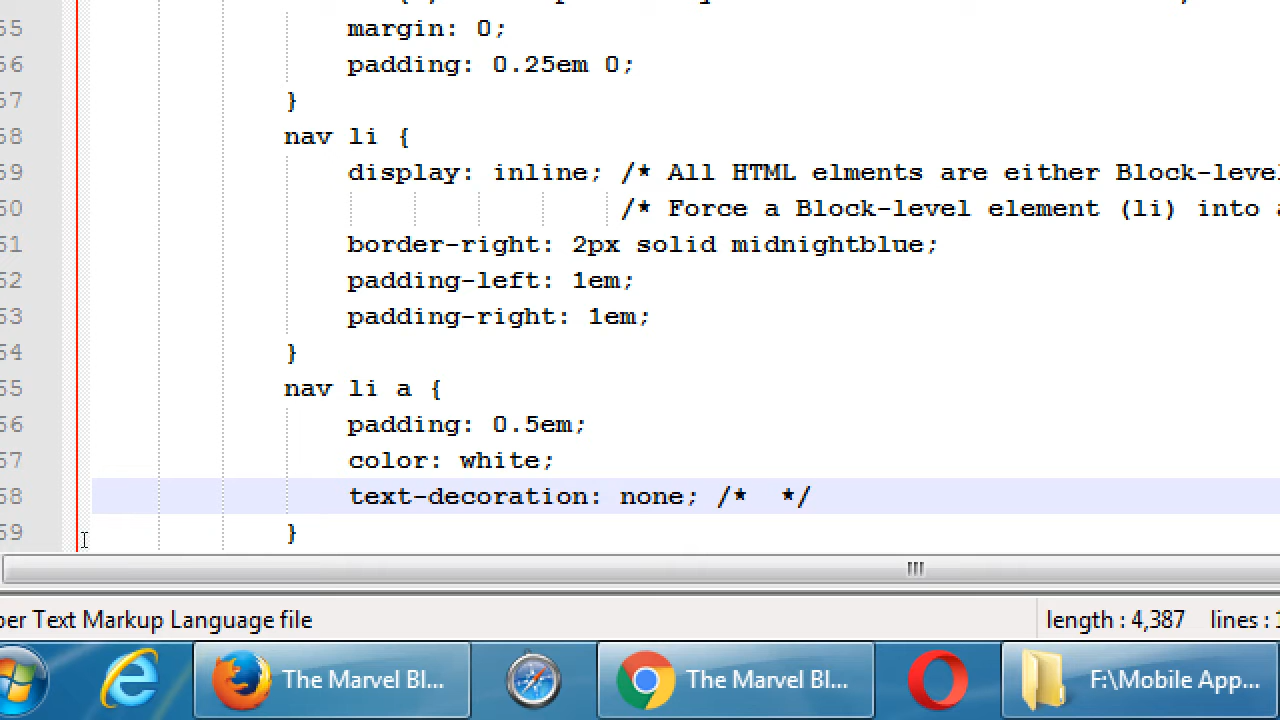 55 margin: 0;
56 padding: 0.25em 0;
57 }
58 nav li {
59 display: inline; /* All HTML elments are either Block-leve
60 /* Force a Block-level element (li) into a
61 border-right: 2px solid midnightblue;
62 padding-left: 1em;
63 padding-right: 1em;
64 }
65 nav li a {
66 padding: 0.5em;
67 color: white;
68 text-decoration: none; /*  */
69 }
per Text Markup Language file length : 4,387 lines : 1
The Marvel Bl... The Marvel Bl... F:\Mobile App...